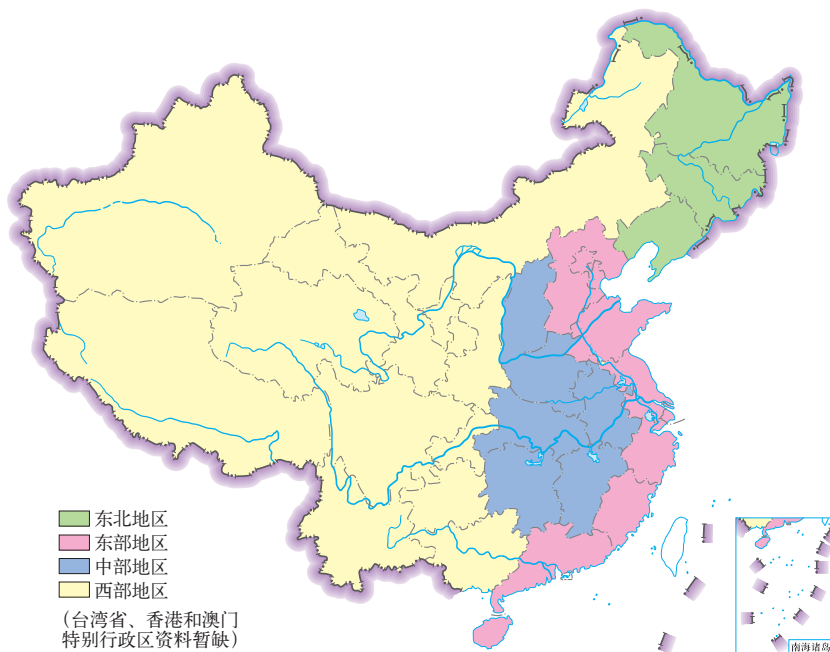 东北地区
东部地区
中部地区
西部地区
(台湾省、香港和澳门
特别行政区资料暂缺)
南海诸岛